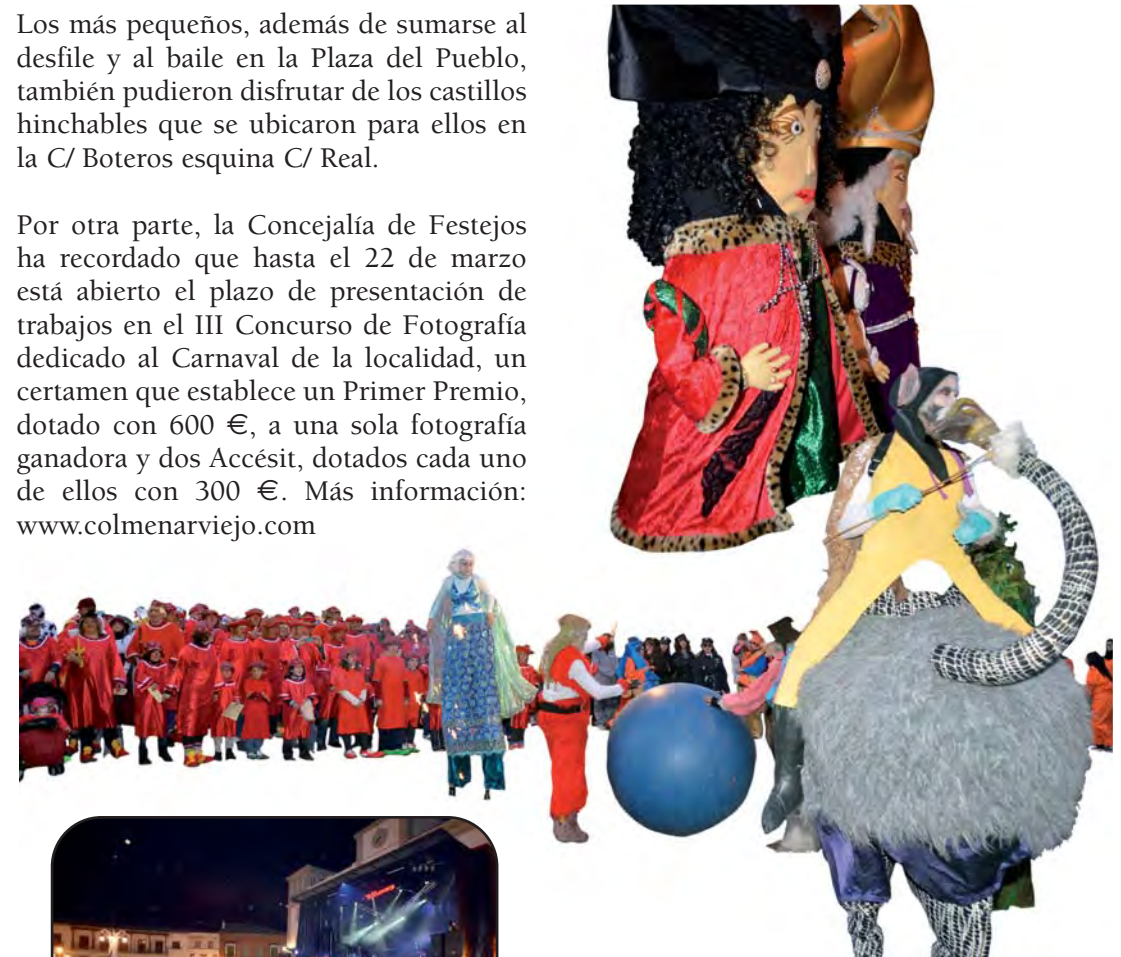 Los más pequeños, además de sumarse al
desfile y al baile en la Plaza del Pueblo,
también pudieron disfrutar de los castillos
hinchables que se ubicaron para ellos en
la C/ Boteros esquina C/ Real.
Por otra parte, la Concejalía de Festejos
ha recordado que hasta el 22 de marzo
está abierto el plazo de presentación de
trabajos en el III Concurso de Fotografía
dedicado al Carnaval de la localidad, un
certamen que establece un Primer Premio,
dotado con 600 €, a una sola fotografía
ganadora y dos Accésit, dotados cada uno
de ellos con 300 €. Más información:
www.colmenarviejo.com